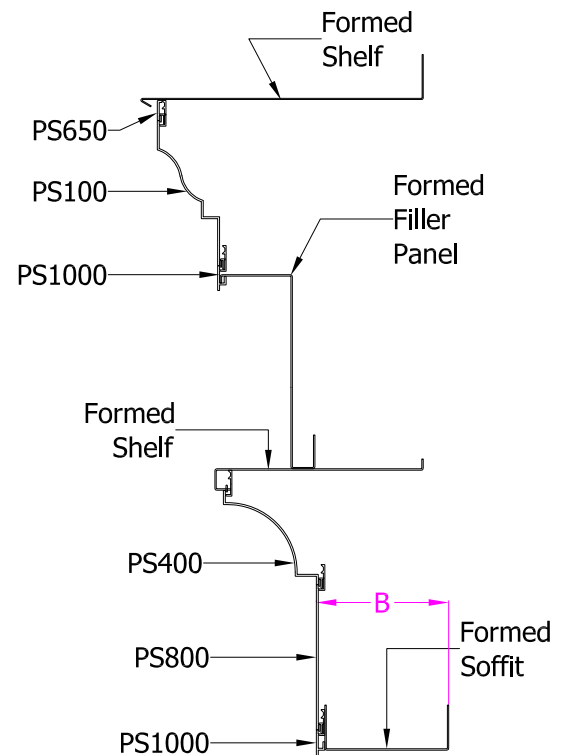 Formed
Shelf
PS650
PS100
Formed
Filler
Panel
PS1000
Formed
Shelf
PS400
B
Formed
Soffit
PS800
PS1000